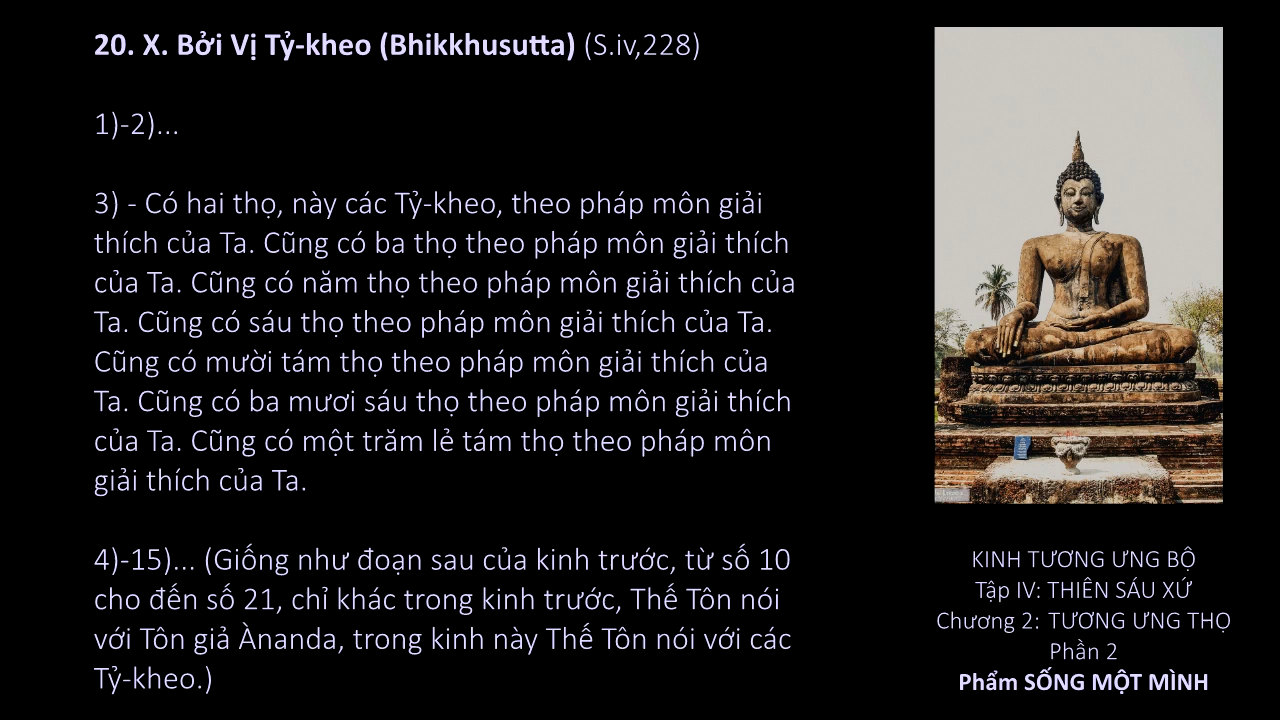 20. X. Bởi Vị Tỷ-kheo (Bhikkhusutta) (S.iv,228)
1)-2)...
3) - Có hai thọ, này các Tỷ-kheo, theo pháp môn giải
thích của Ta. Cũng có ba thọ theo pháp môn giải thích
của Ta. Cũng có năm thọ theo pháp môn giải thích của
Ta. Cũng có sáu thọ theo pháp môn giải thích của Ta.
Cũng có mười tám thọ theo pháp môn giải thích của
Ta. Cũng có ba mươi sáu thọ theo pháp môn giải thích
của Ta. Cũng có một trăm lẻ tám thọ theo pháp môn
giải thích của Ta.
4)-15)... (Giống như đoạn sau của kinh trước, từ số 10
cho đến số 21, chỉ khác trong kinh trước, Thế Tôn nói
với Tôn giả Ànanda, trong kinh này Thế Tôn nói với các
Tỷ-kheo.)
KINH TƯƠNG ƯNG BỘ
Tập IV: THIÊN SÁU XỨ
Chương 2: TƯƠNG ƯNG THỌ
Phần 2
Phẩm SỐNG MỘT MÌNH